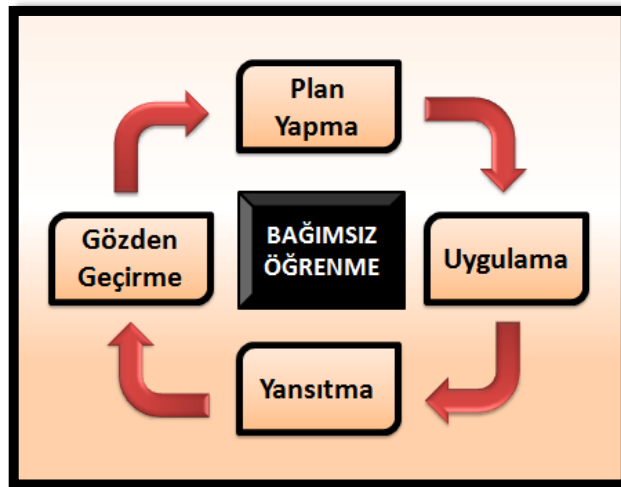 Plan
Yapma
Gözden
Geçirme
BAĞIMSIZ
ÖĞRENME
Uygulama
Yansıtma